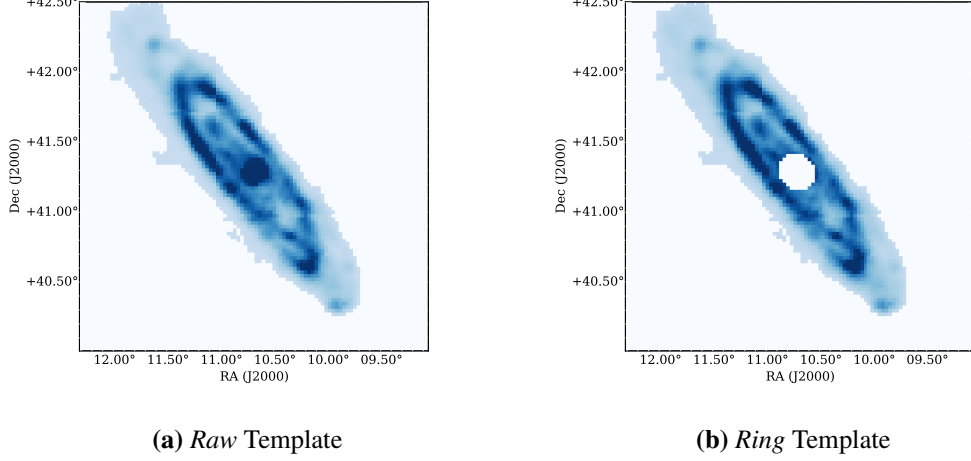 +42.50°
+42.00°
+41.50°
+41.00°
+40.50°
Dec (J2000)
12.00° 11.50° 11.00° 10.50° 10.00° 09.50°
RA (J2000)
(a) Raw Template
+42.50°
+42.00°
+41.50°
+41.00°
+40.50°
Dec (J2000)
12.00° 11.50° 11.00° 10.50° 10.00° 09.50°
RA (J2000)
(b) Ring Template